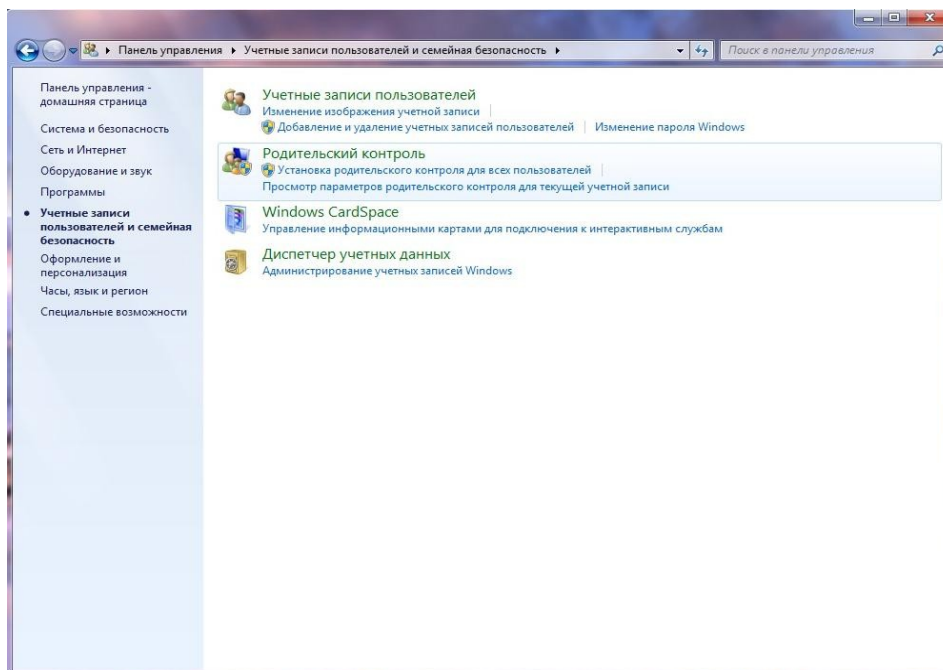 Панель управления ▸ Учетные записи пользователей и семейная безопасность ▸
Поиск в панели управления
Панель управления -
домашняя страница
Система и безопасность
Сеть и Интернет
Оборудование и звук
Программы
Учетные записи
пользователей и семейная
безопасность
Оформление и
персонализация
Часы, язык и регион
Специальные возможности
Учетные записи пользователей
Изменение изображения учетной записи
Добавление и удаление учетных записей пользователей | Изменение пароля Windows
Родительский контроль
Установка родительского контроля для всех пользователей
Просмотр параметров родительского контроля для текущей учетной записи
Windows CardSpace
Управление информационными картами для подключения к интерактивным службам
Диспетчер учетных данных
Администрирование учетных записей Windows